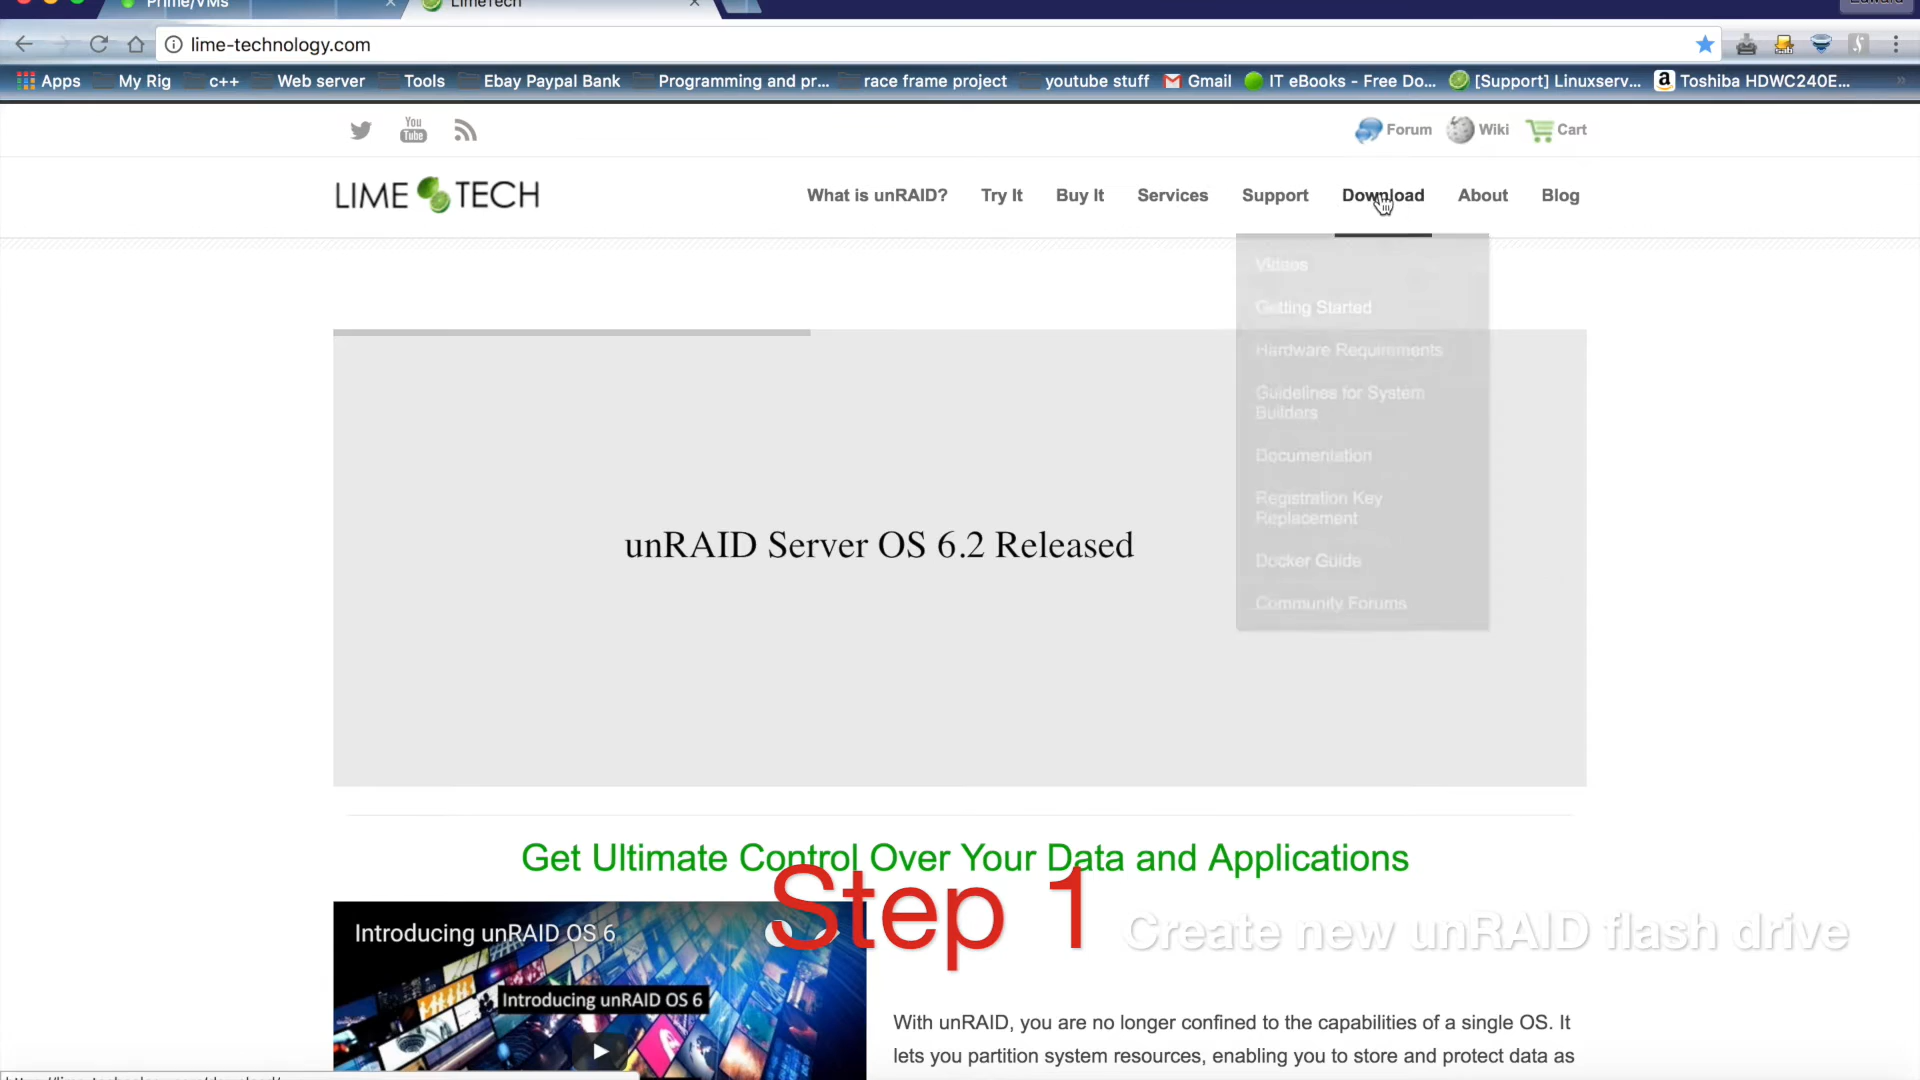 Prime/VMs
LimeTech
Edward
lime-technology.com
Apps My Rig c++ Web server Tools Ebay Paypal Bank Programming and pr... race frame project youtube stuff Gmail IT eBooks - Free Do... [Support] Linuxserv... Toshiba HDWC240E...
You Tube Forum Wiki Cart
LIME TECH What is unRAID? Try It Buy It Services Support Download About Blog
Videos
Getting Started
Hardware Requirements
Guidelines for System
Builders
Documentation
Registration Key
Replacement
Docker Guide
Community Forums
unRAID Server OS 6.2 Released
Get Ultimate Control Over Your Data and Applications
Step 1 Create new unRAID flash drive
Introducing unRAID OS 6
Introducing unRAID OS 6
With unRAID, you are no longer confined to the capabilities of a single OS. It
lets you partition system resources, enabling you to store and protect data as